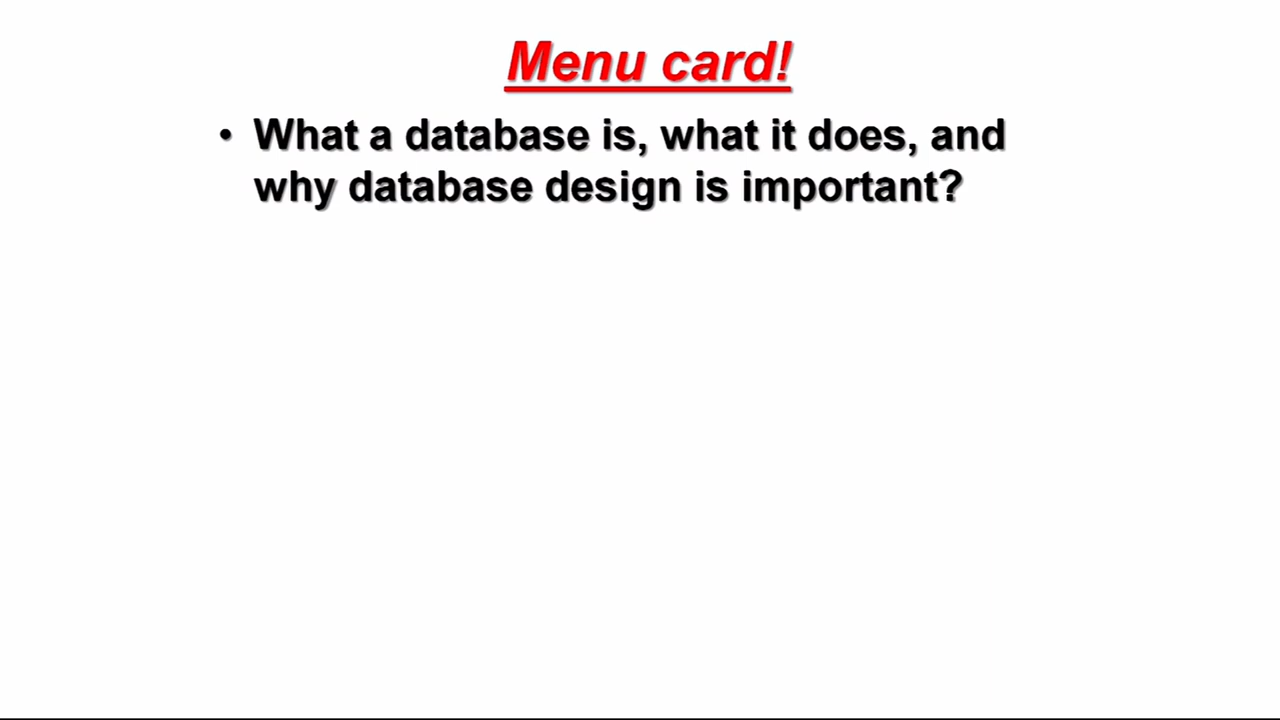 Menu card!
• What a database is, what it does, and
why database design is important?